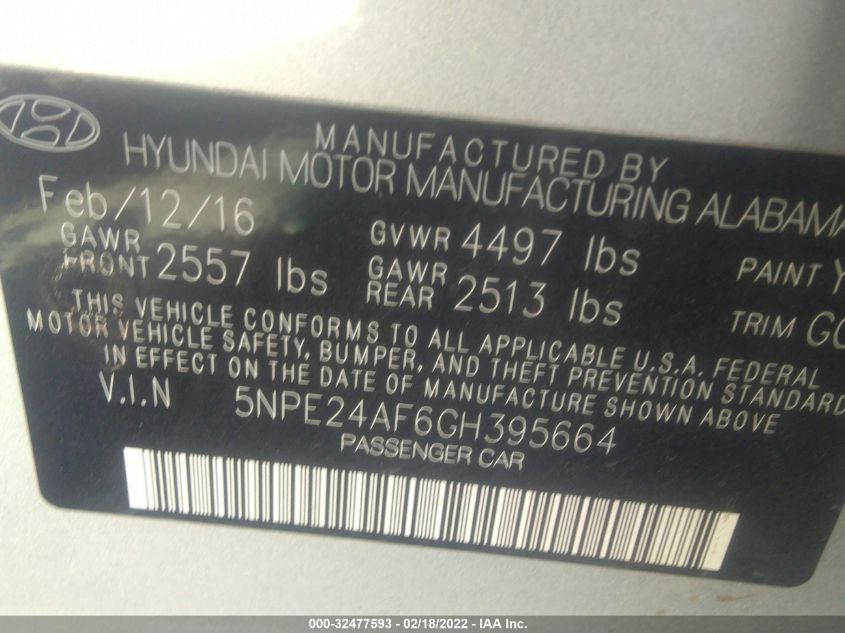 MANUFACTURED BY
HYUNDAI MOTOR MANUFACTURING ALABAMA
Feb/12/16
GAWR FRONT 2557 lbs
GVWR 4497 lbs
GAWR REAR 2513 lbs
PAINT Y
TRIM GC
THIS VEHICLE CONFORMS TO ALL APPLICABLE U.S.A. FEDERAL
MOTOR VEHICLE SAFETY, BUMPER, AND THEFT PREVENTION STANDARD
IN EFFECT ON THE DATE OF MANUFACTURE SHOWN ABOVE
V.I.N 5NPE24AF6GH395664
PASSENGER CAR
000-32477593 - 02/18/2022 - IAA Inc.